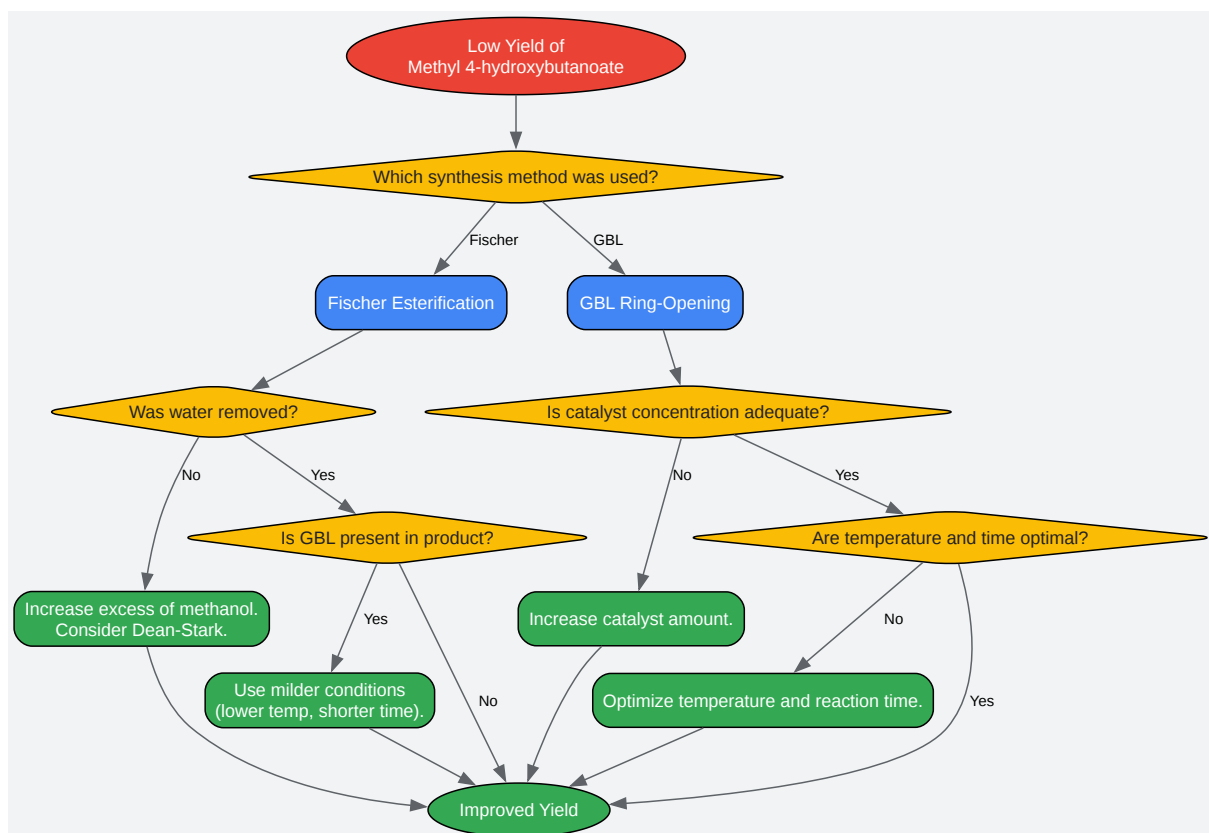 Low Yield of
Methyl 4-hydroxybutanoate
Which synthesis method was used?
Fischer
GBL
Fischer Esterification
GBL Ring-Opening
Was water removed?
Is catalyst concentration adequate?
No
Yes
No
Yes
Is GBL present in product?
Are temperature and time optimal?
Increase excess of methanol.
Consider Dean-Stark.
Yes
Increase catalyst amount.
No
Use milder conditions
(lower temp, shorter time).
No
Optimize temperature and reaction time.
Yes
Improved Yield